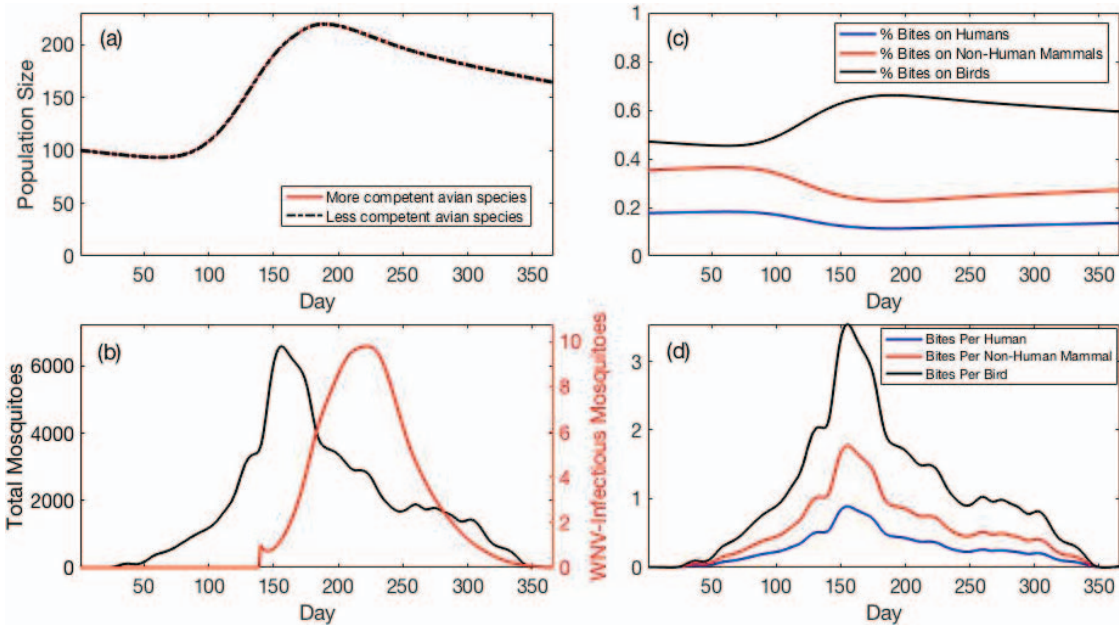 (a)
Population Size
200
150
100
50
0
50 100 150 200 250 300 350
Day
More competent avian species
Less competent avian species
(c)
1
0.8
0.6
0.4
0.2
0
50 100 150 200 250 300 350
Day
% Bites on Humans
% Bites on Non-Human Mammals
% Bites on Birds
(b)
Total Mosquitoes
6000
4000
2000
0
50 100 150 200 250 300 350
Day
10
8
6
4
2
0
WNV-Infectious Mosquitoes
(d)
3
2
1
0
50 100 150 200 250 300 350
Day
Bites Per Human
Bites Per Non-Human Mammal
Bites Per Bird